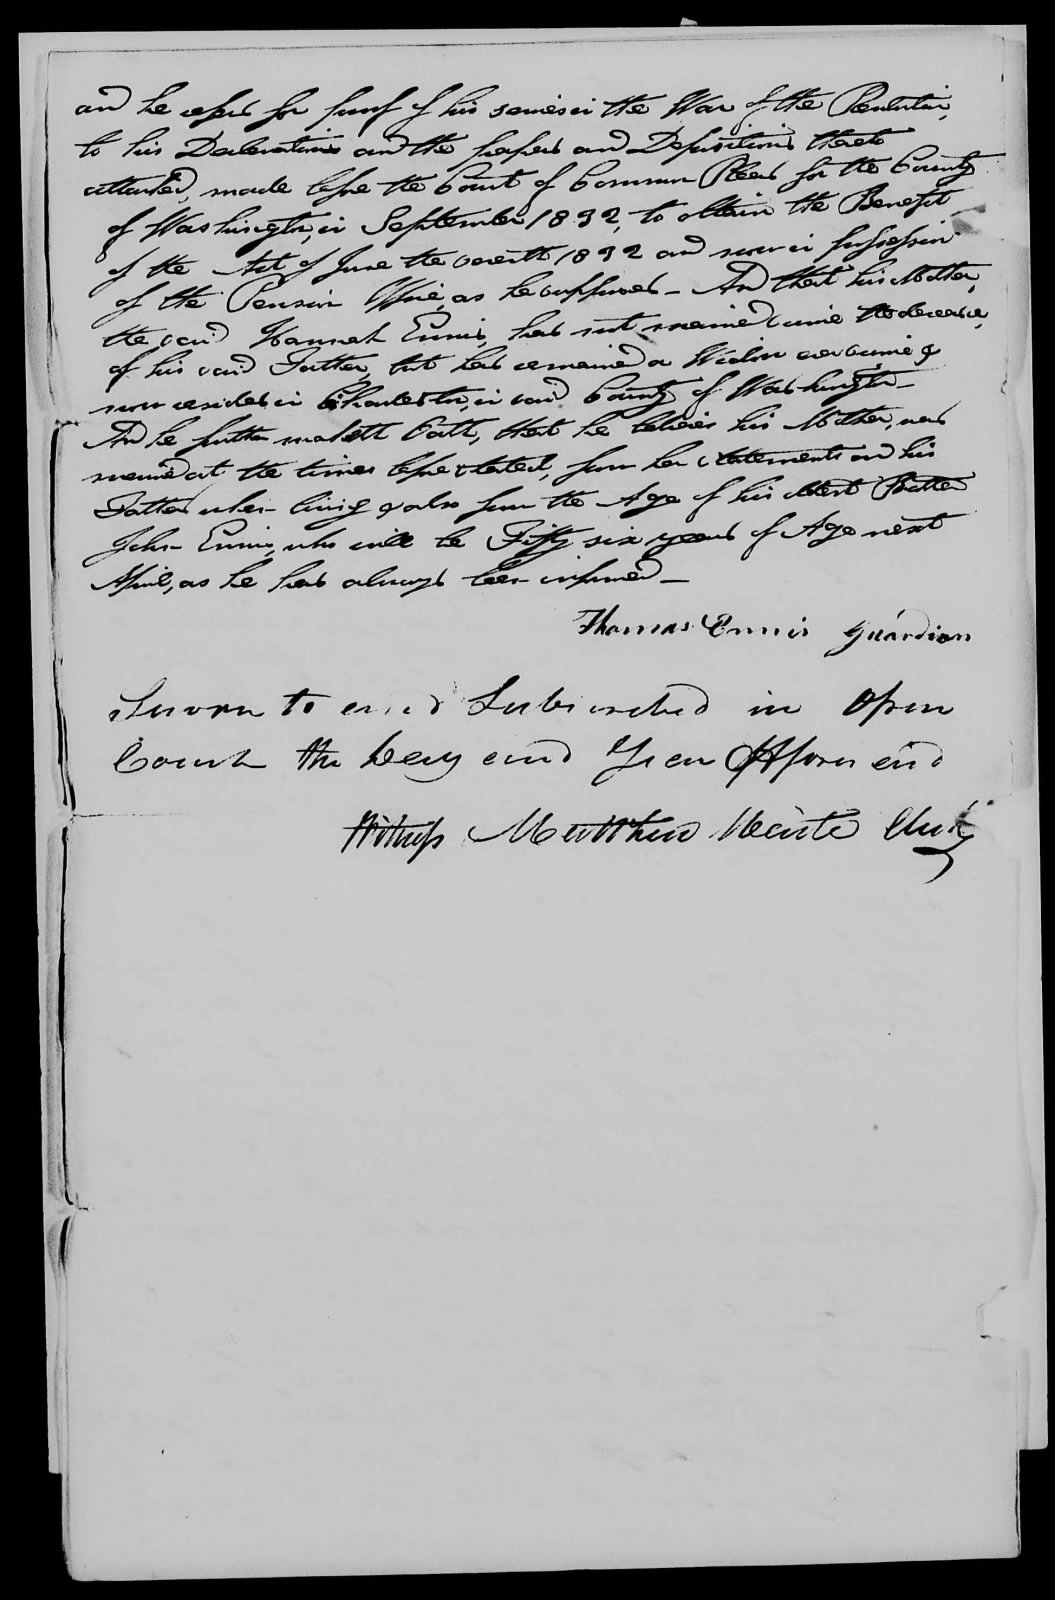 and he refers for proof of his services in the War of the Revolution,
to his Declaration and the papers and Depositions thereto
attached, made before the Court of Common Pleas for the County
of Washington, in September 1832, to obtain the Benefit
of the Act of June the seventh 1832 and now in possession
of the Pension Office, as he supposes – And that his Mother,
the said Hannah Ennis, has not married since the decease,
of his said Father, but has remained a Widow ever since &
now resides in Charlestown, in said County of Washington –
And he further maketh Oath, that he believes his Mother, was
married at the times before stated, from her statements and his
Father when living & also from the Age of his eldest Brother
John Ennis, who will be Fifty six years of Age next
April, as he has always been informed –
Thomas Ennis Guardian
Sworn to and Subscribed in Open
Court the Day and Year Aforesaid
Witness Matthew Waite Clerk